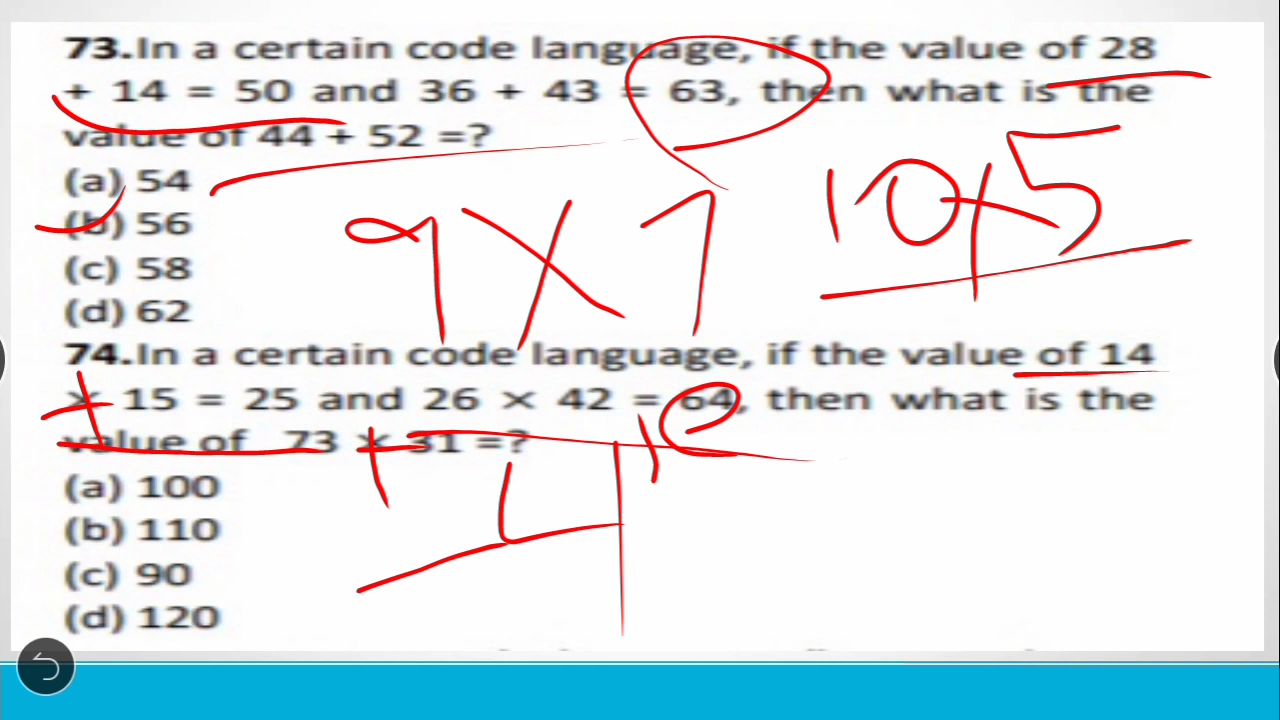 73.In a certain code language, if the value of 28
+ 14 = 50 and 36 + 43 = 63, then what is the
value of 44 + 52 =?
(a) 54
(b) 56
(c) 58
(d) 62
9 × 7
10 × 5
74.In a certain code language, if the value of 14
× 15 = 25 and 26 × 42 = 64, then what is the
value of 73 × 31 =?
(a) 100
(b) 110
(c) 90
(d) 120